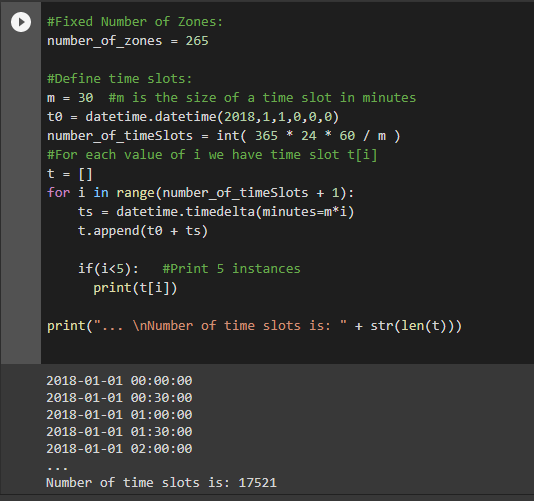 #Fixed Number of Zones:
number_of_zones = 265
#Define time slots:
m = 30  #m is the size of a time slot in minutes
t0 = datetime.datetime(2018,1,1,0,0,0)
number_of_timeSlots = int( 365 * 24 * 60 / m )
#For each value of i we have time slot t[i]
t = []
for i in range(number_of_timeSlots + 1):
    ts = datetime.timedelta(minutes=m*i)
    t.append(t0 + ts)
    if(i<5):   #Print 5 instances
      print(t[i])
print("... \nNumber of time slots is: " + str(len(t)))
2018-01-01 00:00:00
2018-01-01 00:30:00
2018-01-01 01:00:00
2018-01-01 01:30:00
2018-01-01 02:00:00
...
Number of time slots is: 17521